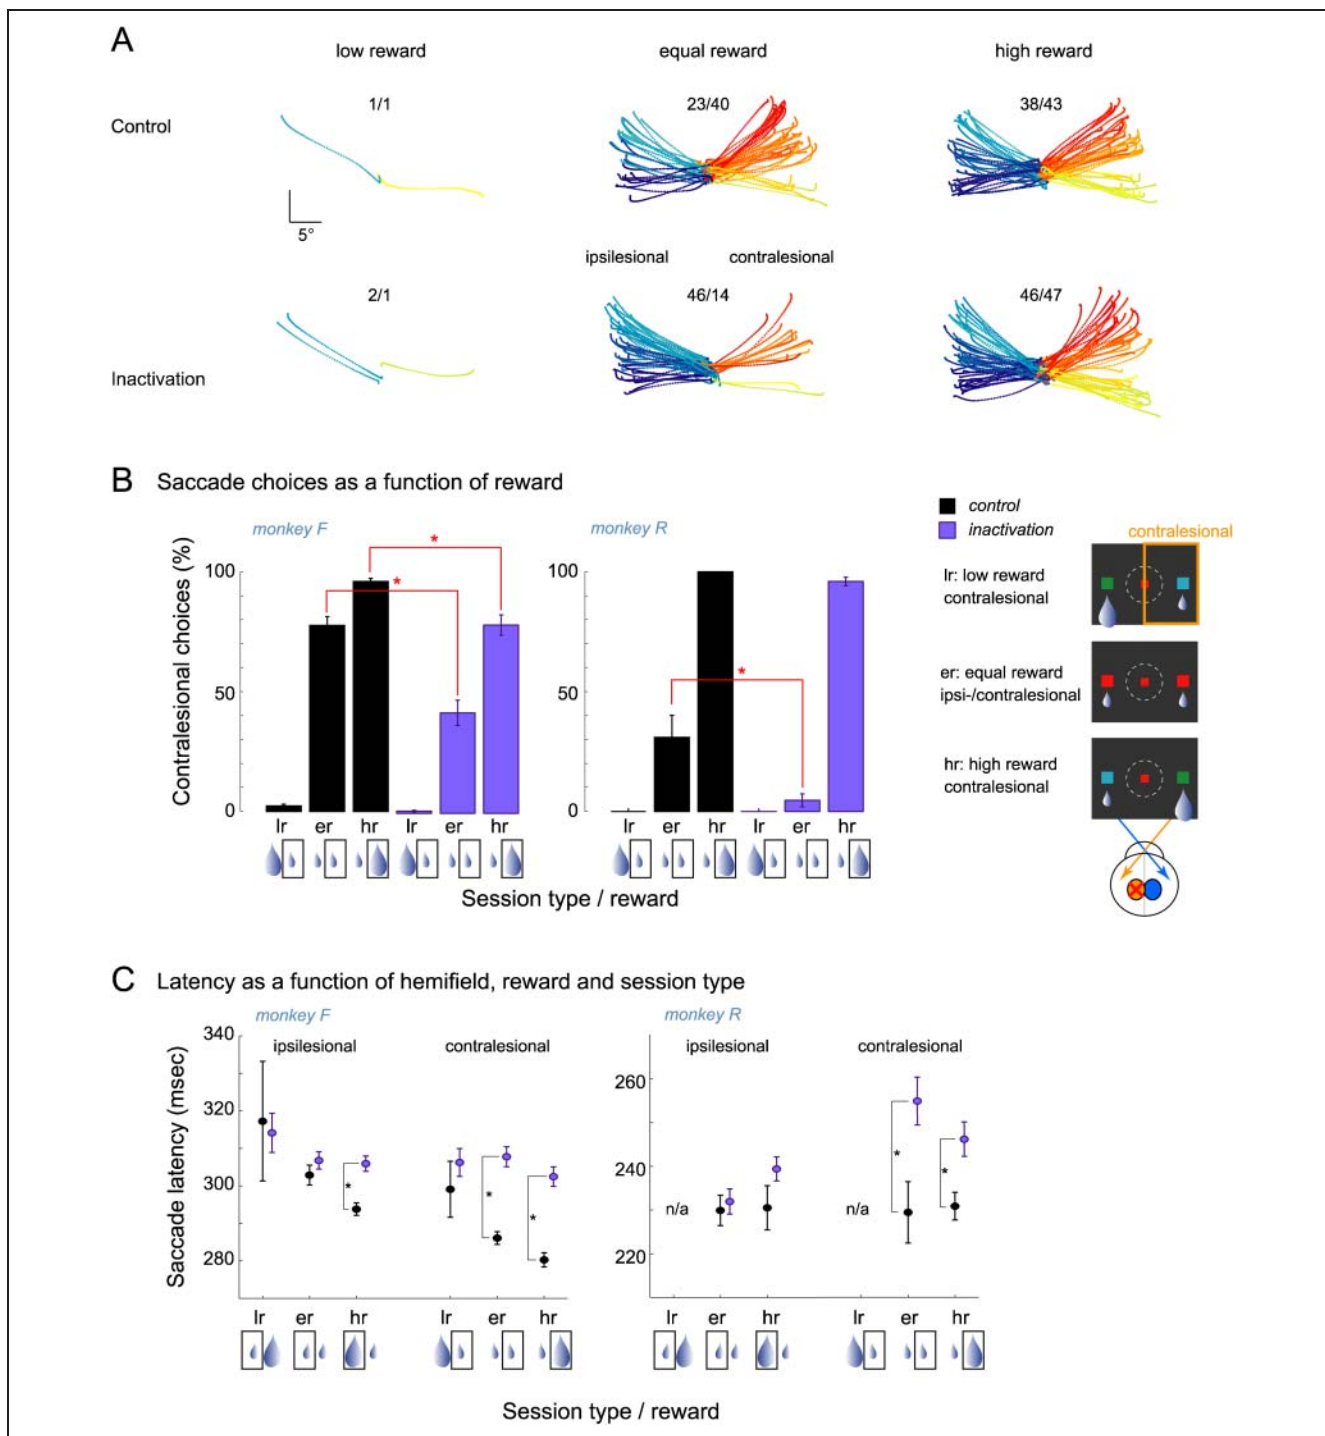 A
low reward
equal reward
high reward
Control
1/1
23/40
38/43
5°
ipsilesional
contralesional
Inactivation
2/1
46/14
46/47
B Saccade choices as a function of reward
monkey F
monkey R
control
inactivation
contralesional
Contralesional choices (%)
100
50
0
*
*
lr er hr lr er hr
100
50
0
*
lr er hr lr er hr
Session type / reward
lr: low reward
contralesional
er: equal reward
ipsi-/contralesional
hr: high reward
contralesional
C Latency as a function of hemifield, reward and session type
monkey F
monkey R
Saccade latency (msec)
340
320
300
280
ipsilesional
contralesional
*
*
*
lr er hr lr er hr
260
240
220
ipsilesional
contralesional
n/a
n/a
*
*
lr er hr lr er hr
Session type / reward